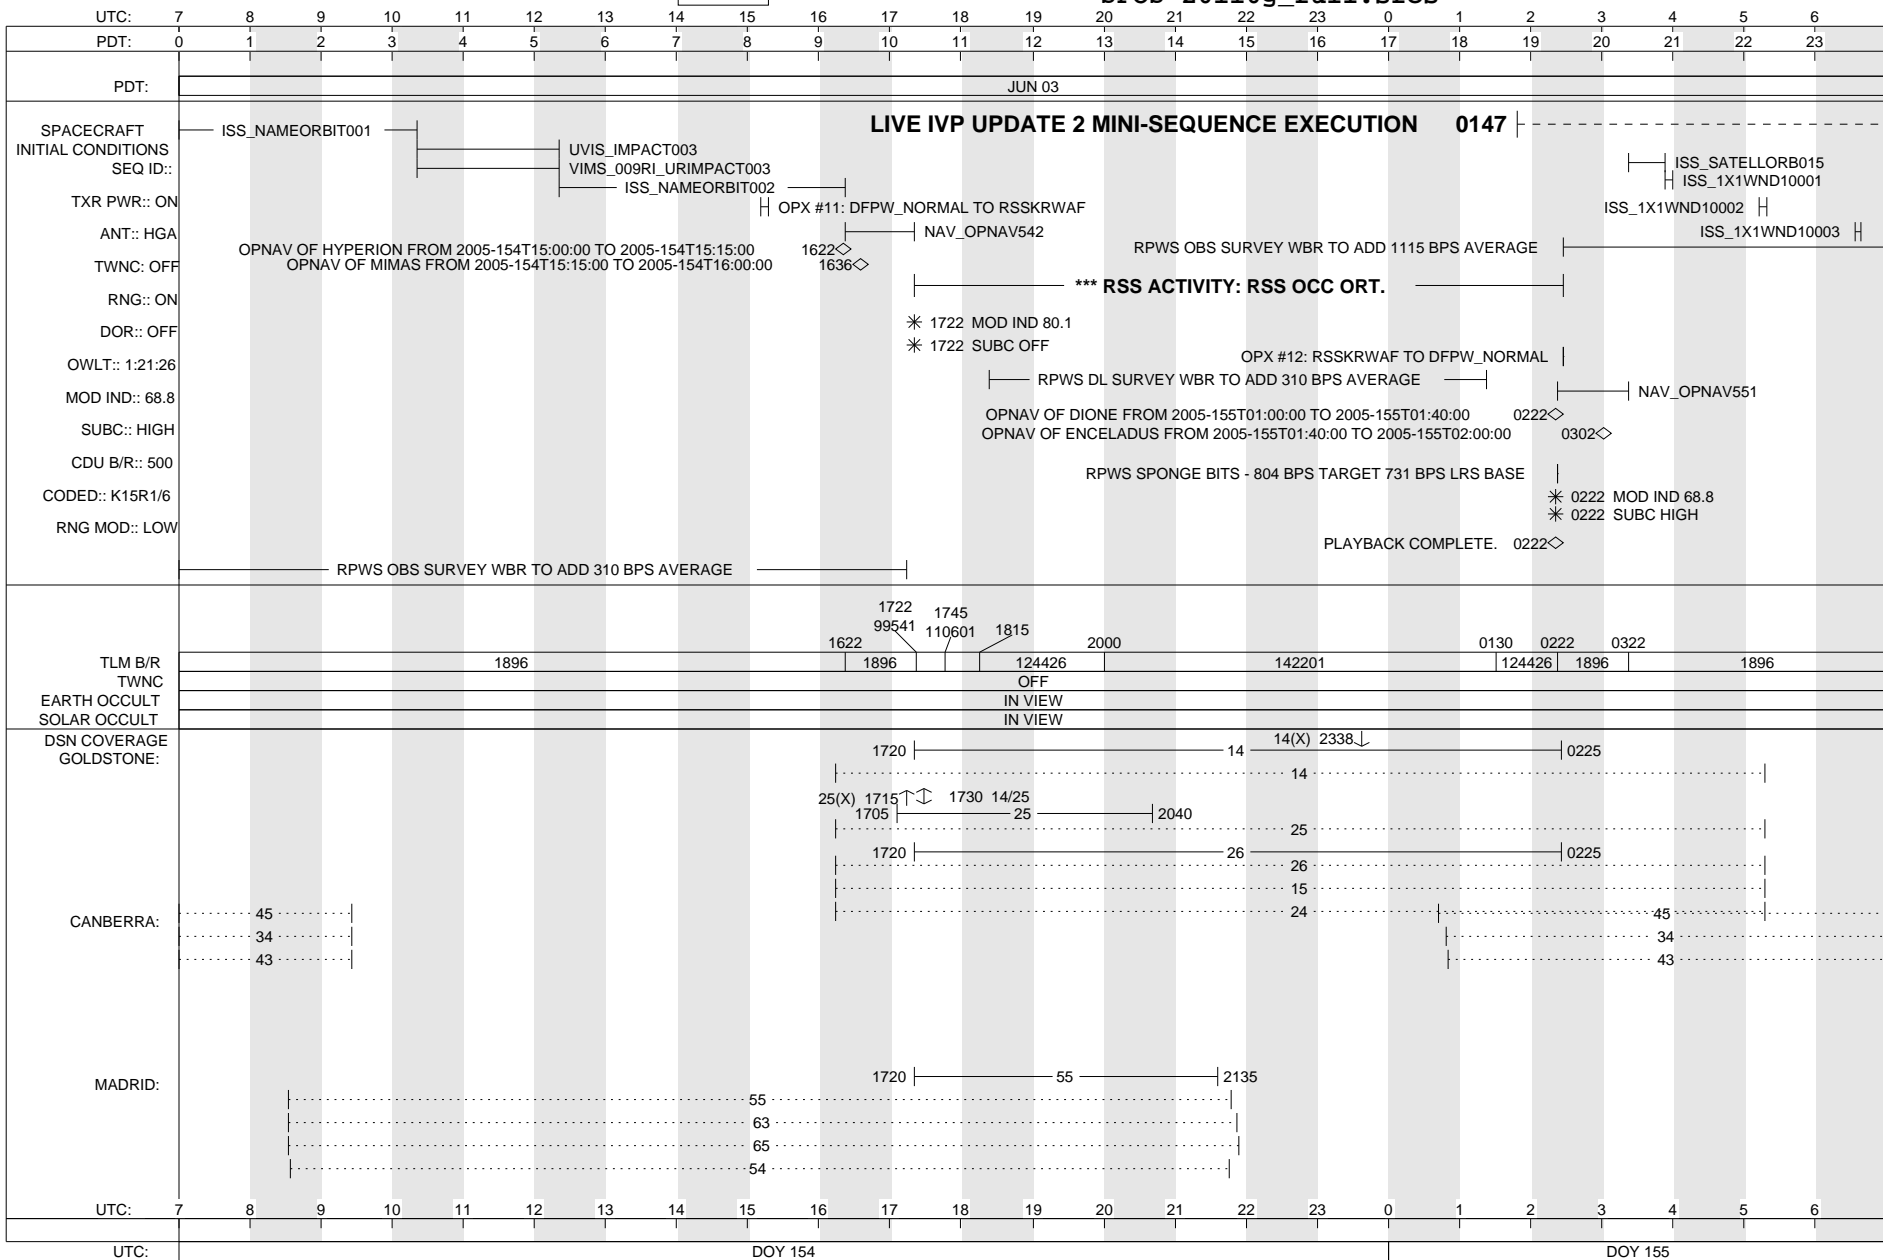 UTC: 7 8 9 10 11 12 13 14 15 16 17 18 19 20 21 22 23 0 1 2 3 4 5 6
PDT: 0 1 2 3 4 5 6 7 8 9 10 11 12 13 14 15 16 17 18 19 20 21 22 23
PDT: JUN 03
SPACECRAFT
INITIAL CONDITIONS
SEQ ID::
TXR PWR:: ON
ANT:: HGA
TWNC: OFF
RNG:: ON
DOR:: OFF
OWLT:: 1:21:26
MOD IND:: 68.8
SUBC:: HIGH
CDU B/R:: 500
CODED:: K15R1/6
RNG MOD:: LOW
LIVE IVP UPDATE 2 MINI-SEQUENCE EXECUTION 0147
ISS_NAMEORBIT001
UVIS_IMPACT003
ISS_SATELLORB015
VIMS_009RI_URIMPACT003
ISS_1X1WND10001
ISS_NAMEORBIT002
OPX #11: DFPW_NORMAL TO RSSKRWAF
ISS_1X1WND10002
NAV_OPNAV542
ISS_1X1WND10003
OPNAV OF HYPERION FROM 2005-154T15:00:00 TO 2005-154T15:15:00 1622
RPWS OBS SURVEY WBR TO ADD 1115 BPS AVERAGE
OPNAV OF MIMAS FROM 2005-154T15:15:00 TO 2005-154T16:00:00 1636
*** RSS ACTIVITY: RSS OCC ORT.
1722 MOD IND 80.1
1722 SUBC OFF
OPX #12: RSSKRWAF TO DFPW_NORMAL
RPWS DL SURVEY WBR TO ADD 310 BPS AVERAGE
NAV_OPNAV551
OPNAV OF DIONE FROM 2005-155T01:00:00 TO 2005-155T01:40:00 0222
OPNAV OF ENCELADUS FROM 2005-155T01:40:00 TO 2005-155T02:00:00 0302
RPWS SPONGE BITS - 804 BPS TARGET 731 BPS LRS BASE
0222 MOD IND 68.8
0222 SUBC HIGH
PLAYBACK COMPLETE. 0222
RPWS OBS SURVEY WBR TO ADD 310 BPS AVERAGE
1722 1745
99541 110601 1815
1622 2000 0130 0222 0322
TLM B/R 1896 1896 124426 142201 124426 1896 1896
TWNC OFF
EARTH OCCULT IN VIEW
SOLAR OCCULT IN VIEW
DSN COVERAGE
GOLDSTONE:
14(X) 2338
1720 14 0225
14
25(X) 1715 1730 14/25
1705 25 2040
25
1720 26 0225
26
15
24
CANBERRA:
45 45
34 34
43 43
MADRID:
1720 55 2135
55
63
65
54
UTC: 7 8 9 10 11 12 13 14 15 16 17 18 19 20 21 22 23 0 1 2 3 4 5 6
UTC: DOY 154 DOY 155